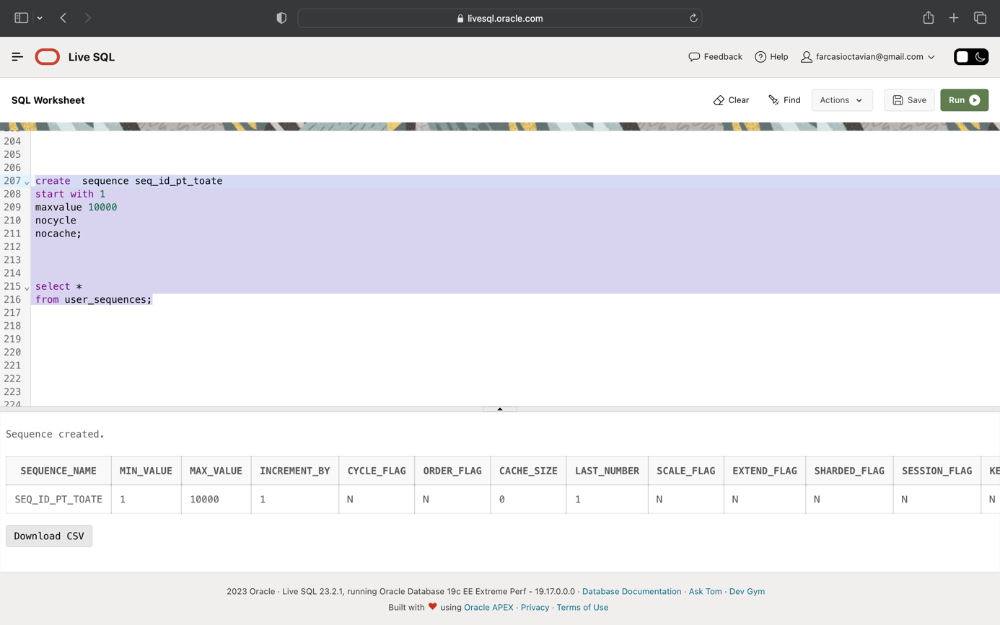 livesql.oracle.com
Live SQL
Feedback
Help
farcasioctavian@gmail.com
SQL Worksheet
Clear
Find
Actions
Save
Run
204
205
206
207 create  sequence seq_id_pt_toate
208 start with 1
209 maxvalue 10000
210 nocycle
211 nocache;
212
213
214
215 select *
216 from user_sequences;
217
218
219
220
221
222
223
224
Sequence created.
SEQUENCE_NAME MIN_VALUE MAX_VALUE INCREMENT_BY CYCLE_FLAG ORDER_FLAG CACHE_SIZE LAST_NUMBER SCALE_FLAG EXTEND_FLAG SHARDED_FLAG SESSION_FLAG KE
SEQ_ID_PT_TOATE 1 10000 1 N N 0 1 N N N N N
Download CSV
2023 Oracle · Live SQL 23.2.1, running Oracle Database 19c EE Extreme Perf - 19.17.0.0.0 · Database Documentation · Ask Tom · Dev Gym
Built with ❤ using Oracle APEX · Privacy · Terms of Use